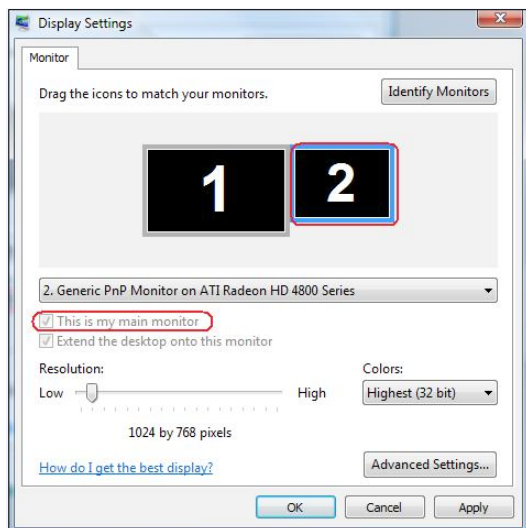 Display Settings
Monitor
Drag the icons to match your monitors.
Identify Monitors
1
2
2. Generic PnP Monitor on ATI Radeon HD 4800 Series
This is my main monitor
Extend the desktop onto this monitor
Resolution:
Colors:
Low
High
Highest (32 bit)
1024 by 768 pixels
How do I get the best display?
Advanced Settings...
OK
Cancel
Apply